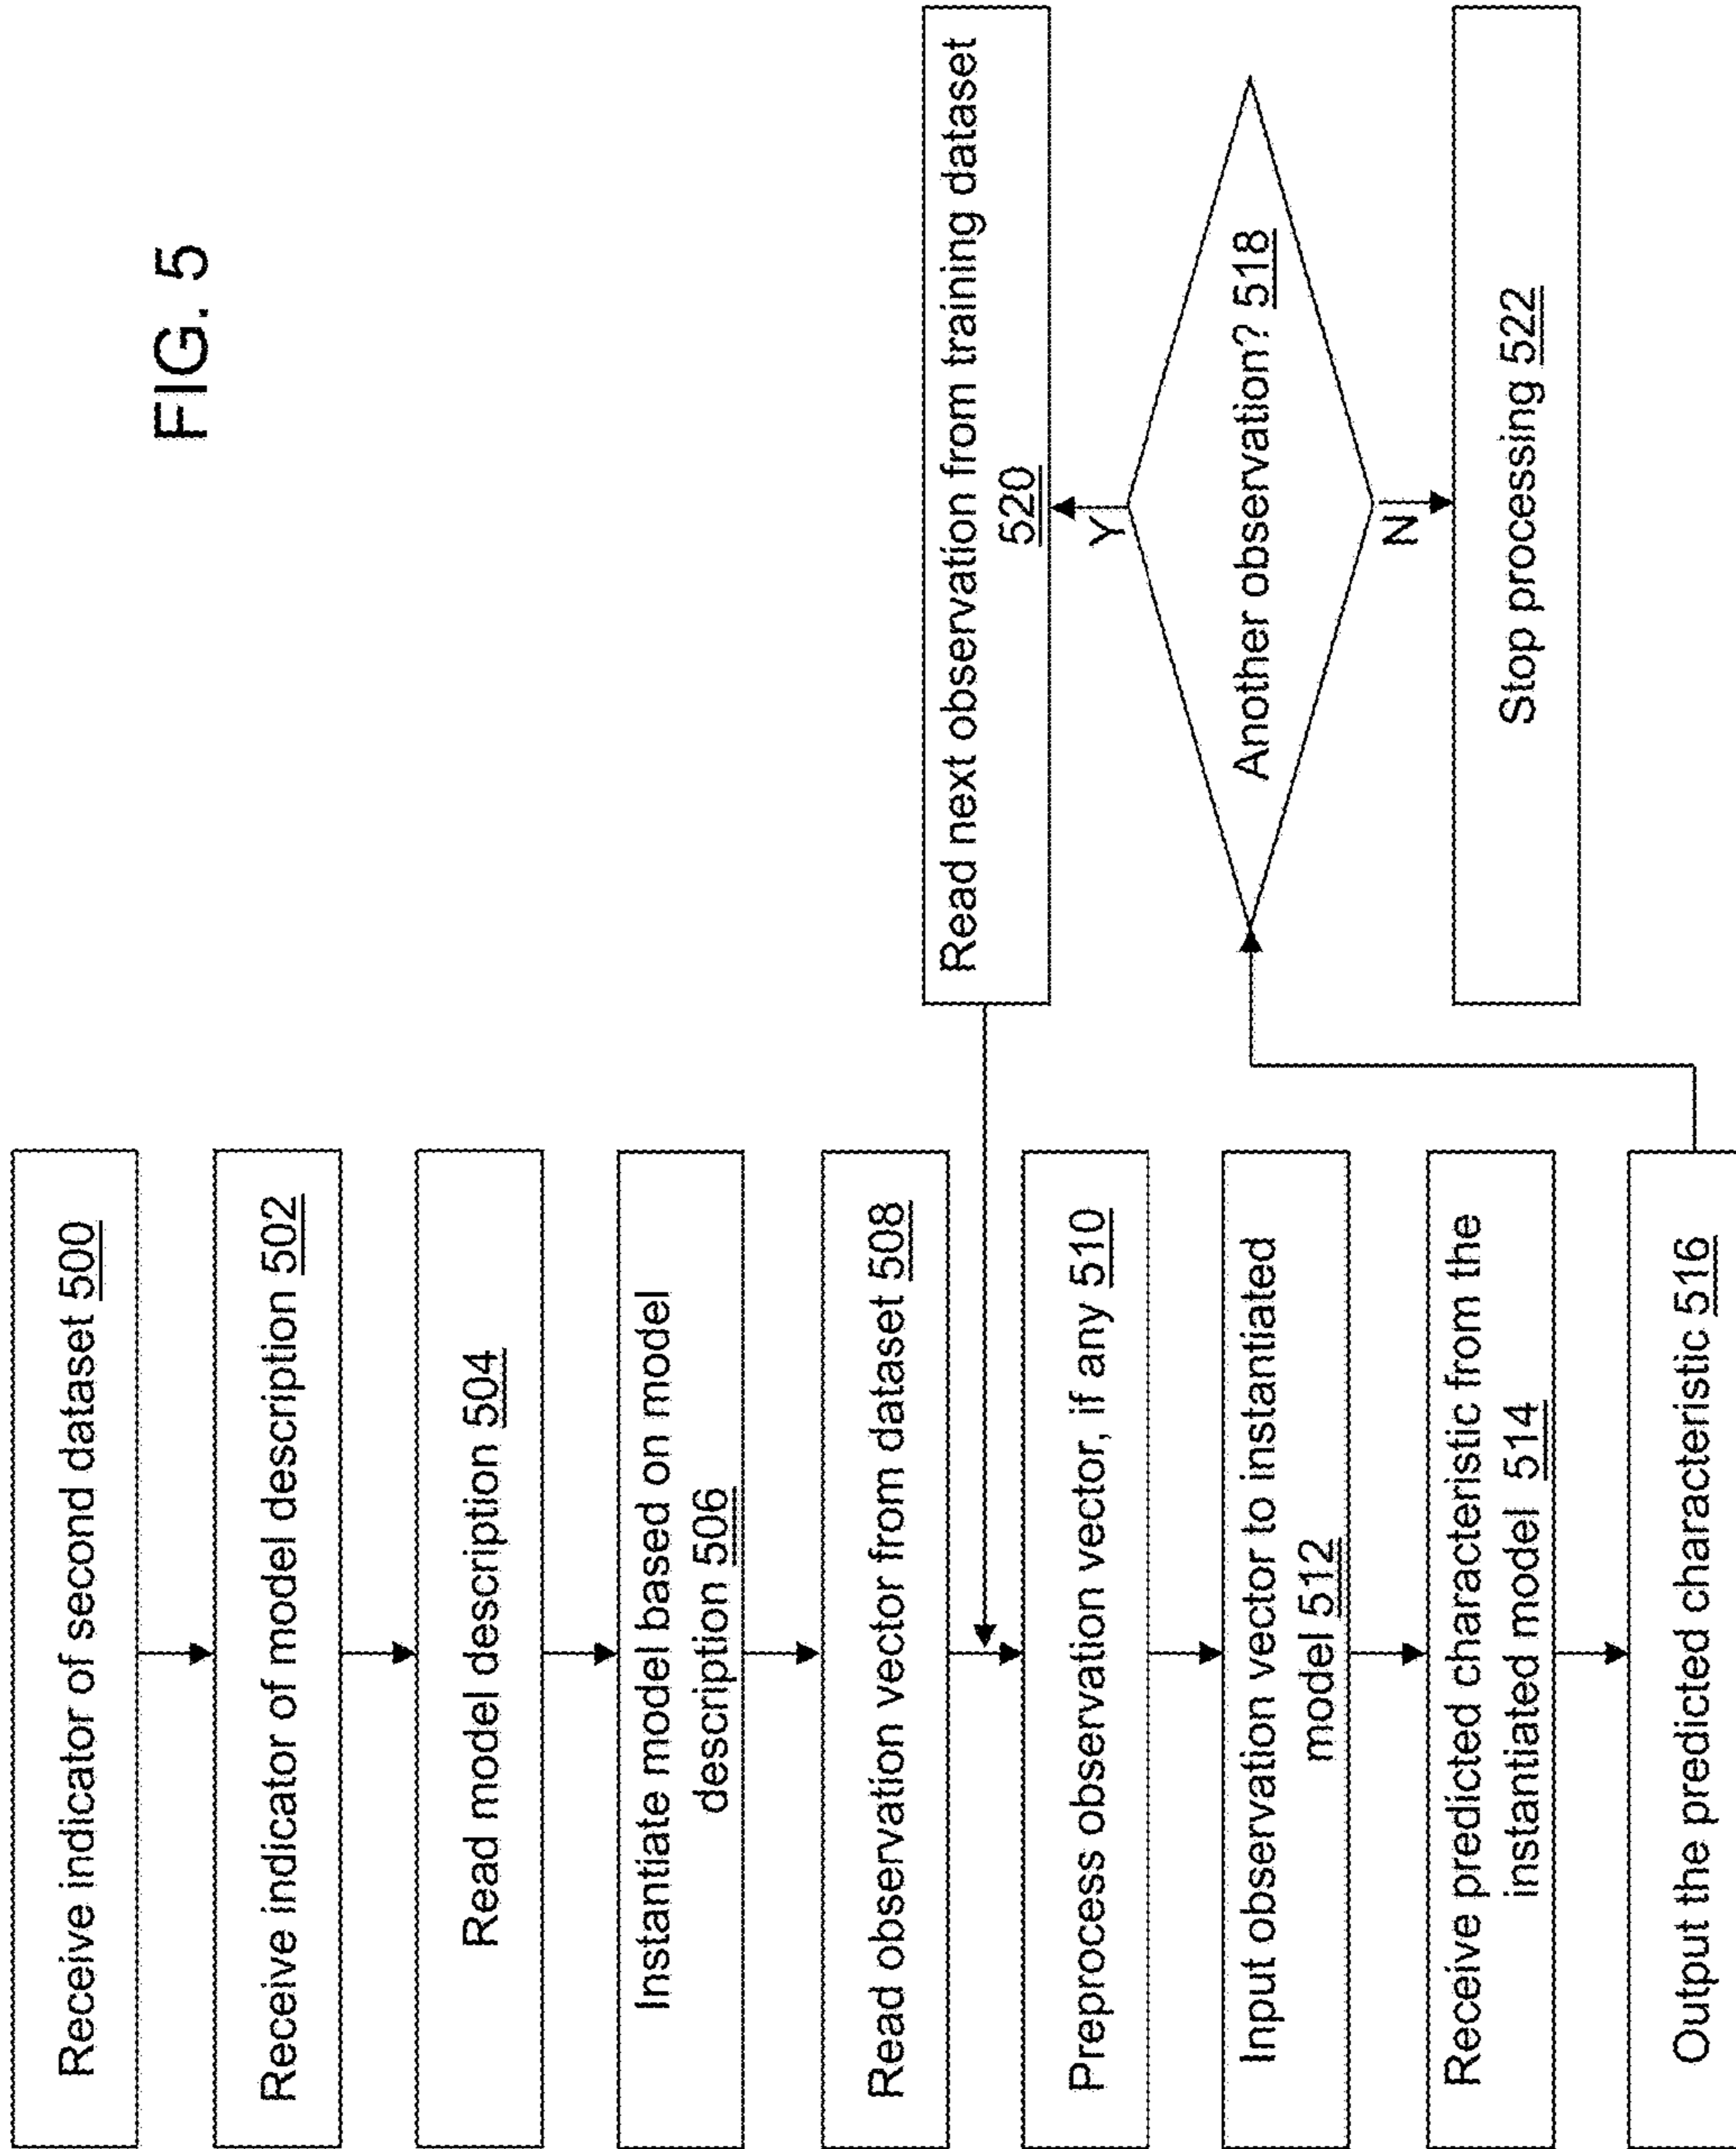 FIG. 5
Receive indicator of second dataset 500
Receive indicator of model description 502
Read model description 504
Instantiate model based on model
description 506
Read observation vector from dataset 508
Preprocess observation vector, if any 510
Input observation vector to instantiated
model 512
Receive predicted characteristic from the
instantiated model 514
Output the predicted characteristic 516
Read next observation from training dataset
520
Y
Another observation? 518
N
Stop processing 522